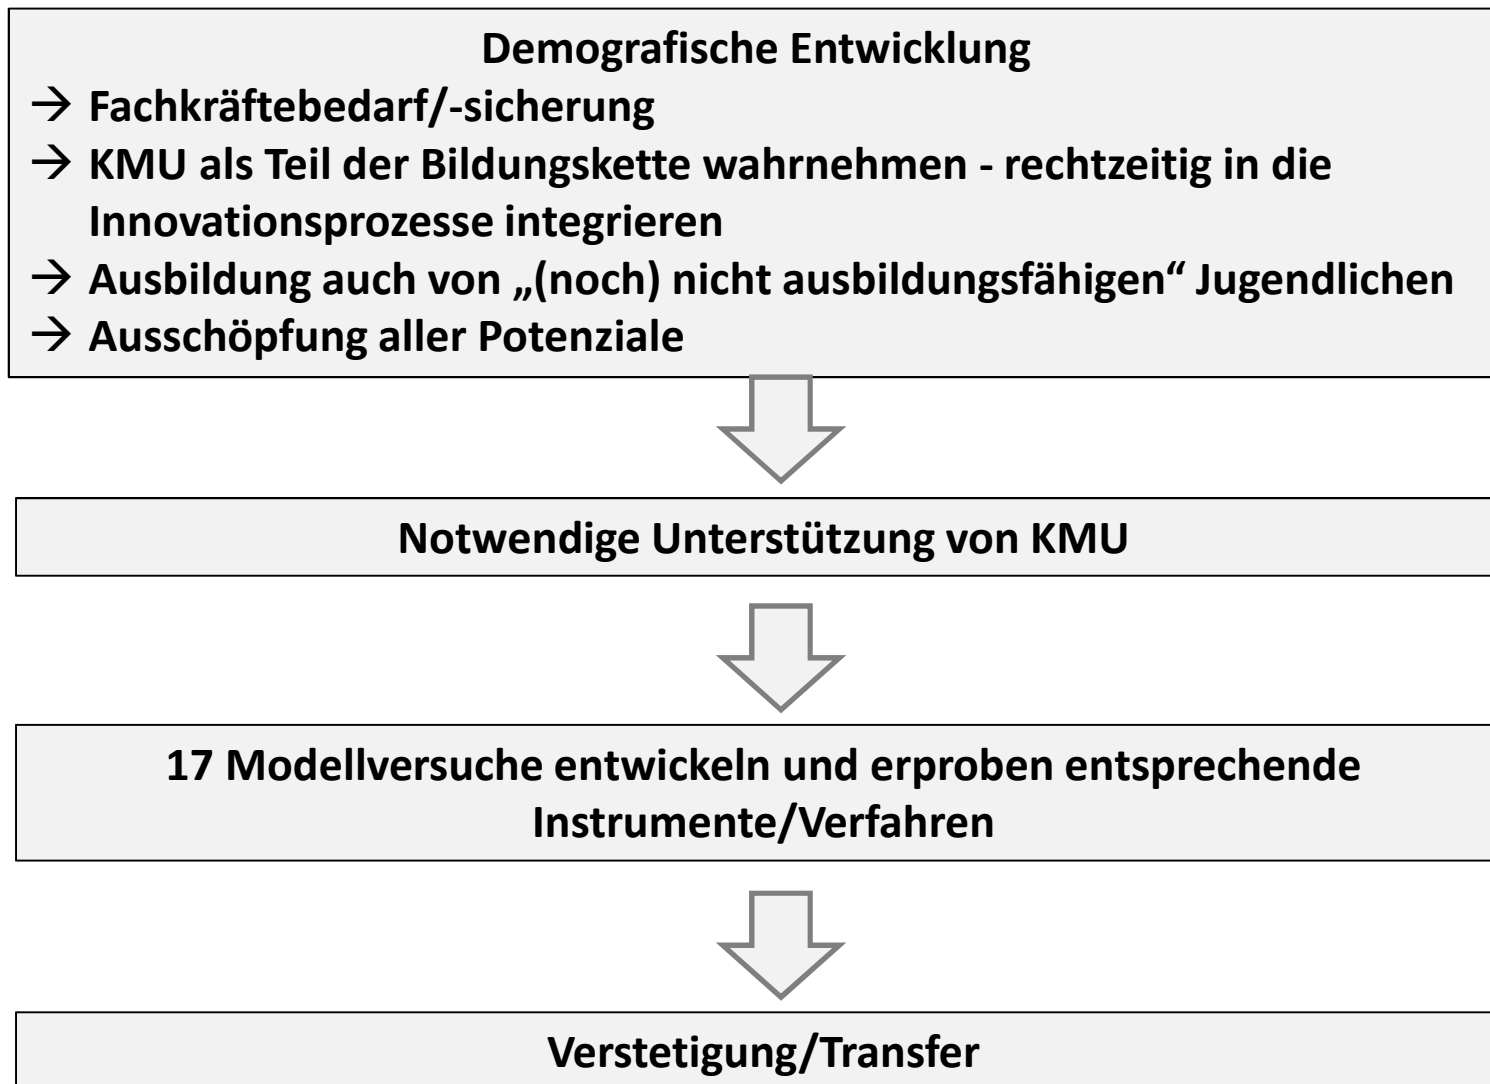 Demografische Entwicklung
→ Fachkräftebedarf/-sicherung
→ KMU als Teil der Bildungskette wahrnehmen - rechtzeitig in die
Innovationsprozesse integrieren
→ Ausbildung auch von „(noch) nicht ausbildungsfähigen“ Jugendlichen
→ Ausschöpfung aller Potenziale
Notwendige Unterstützung von KMU
17 Modellversuche entwickeln und erproben entsprechende
Instrumente/Verfahren
Verstetigung/Transfer